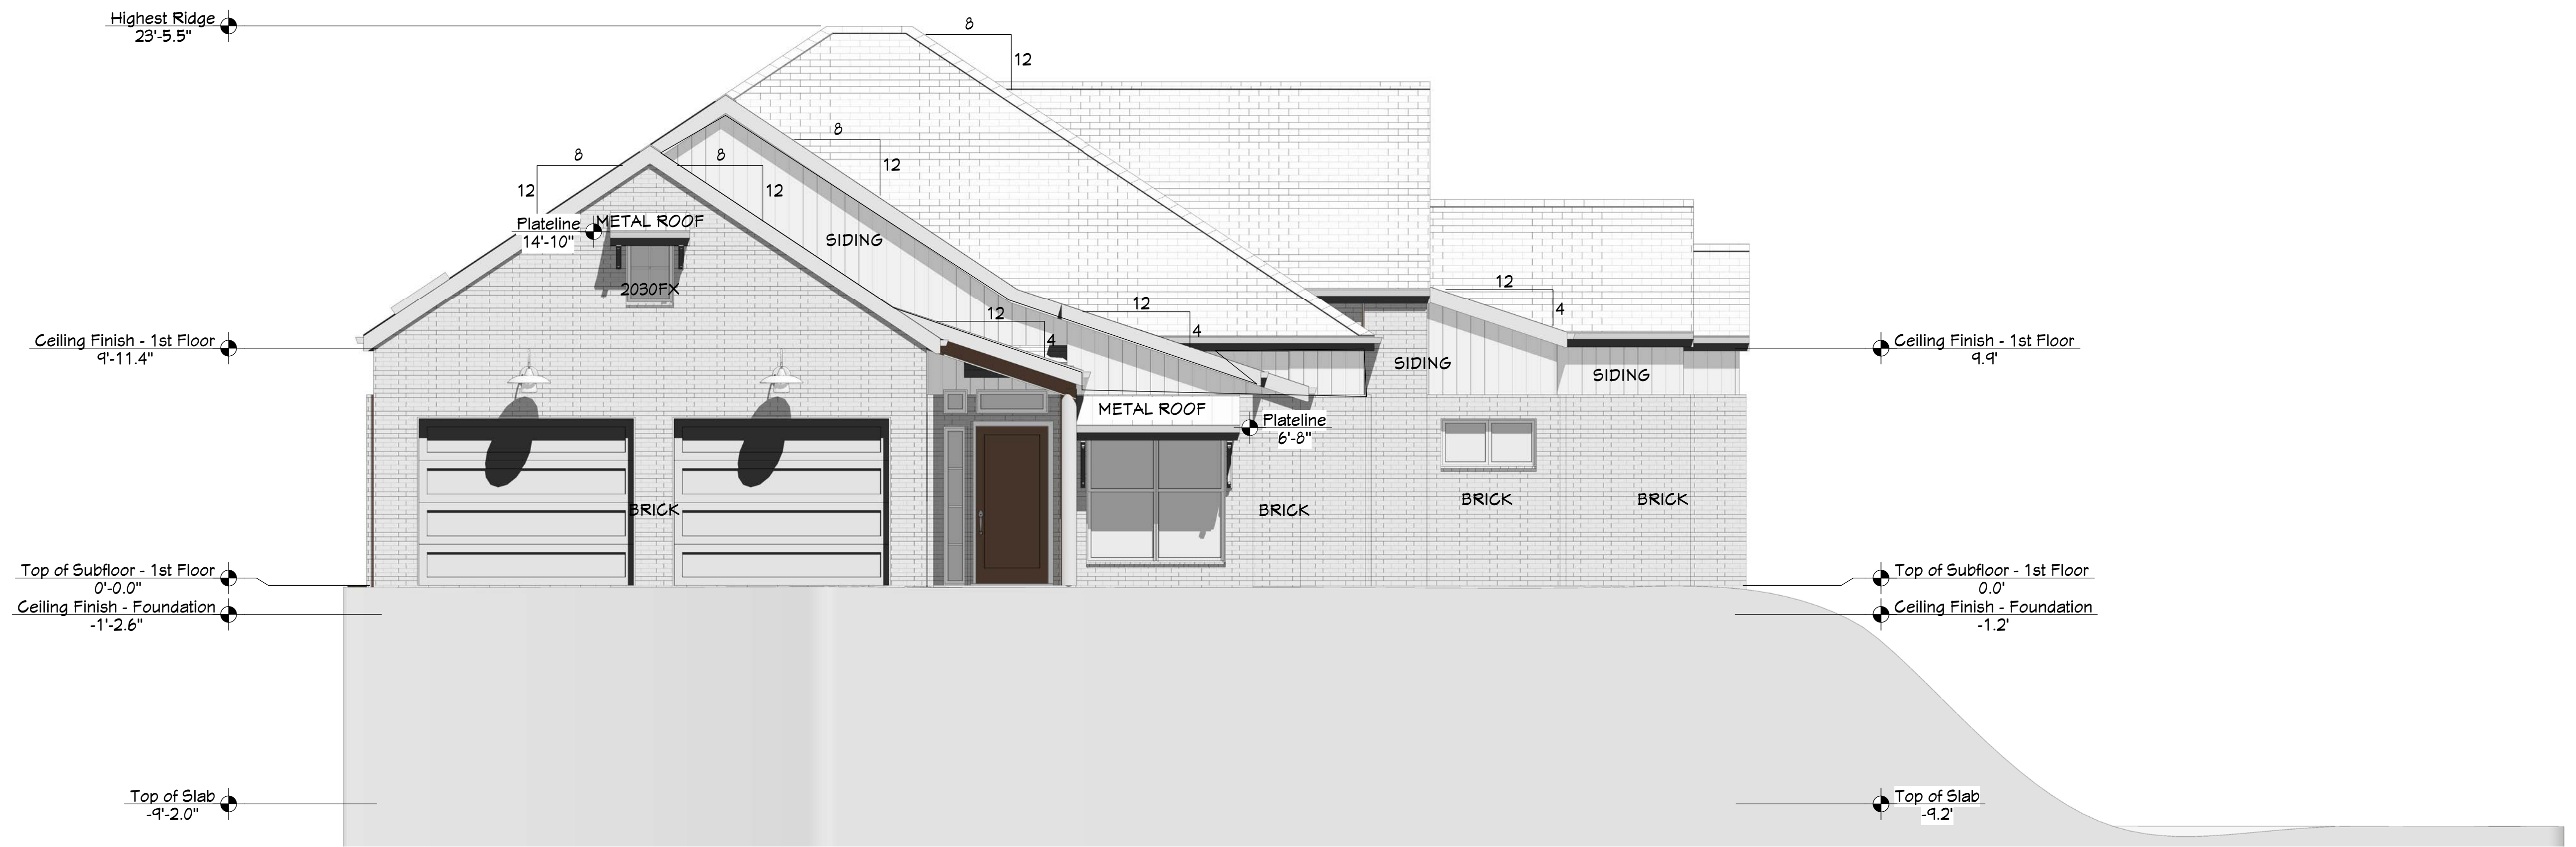 Highest Ridge
23'-5.5"
8
12
8
12
8
12
8
12
Plateline
14'-10"
METAL ROOF
2030FX
SIDING
12
4
12
4
12
4
Ceiling Finish - 1st Floor
9'-11.4"
Ceiling Finish - 1st Floor
9.9'
SIDING
SIDING
METAL ROOF
Plateline
6'-8"
BRICK
BRICK
BRICK
BRICK
Top of Subfloor - 1st Floor
0'-0.0"
Top of Subfloor - 1st Floor
0.0'
Ceiling Finish - Foundation
-1'-2.6"
Ceiling Finish - Foundation
-1.2'
Top of Slab
-9'-2.0"
Top of Slab
-9.2'